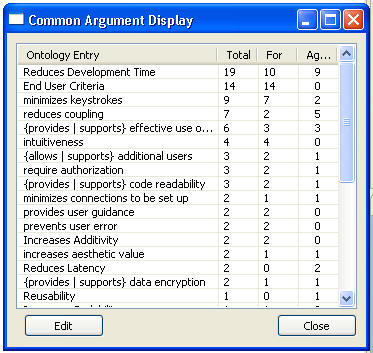 Common Argument Display
Ontology Entry Total For Ag...
Reduces Development Time 19 10 9
End User Criteria 14 14 0
minimizes keystrokes 9 7 2
reduces coupling 7 2 5
{provides | supports} effective use o... 6 3 3
intuitiveness 4 4 0
{allows | supports} additional users 3 2 1
require authorization 3 2 1
{provides | supports} code readability 3 2 1
minimizes connections to be set up 2 1 1
provides user guidance 2 2 0
prevents user error 2 2 0
Increases Additivity 2 2 0
increases aesthetic value 2 1 1
Reduces Latency 2 0 2
{provides | supports} data encryption 2 1 1
Reusability 1 0 1
Edit Close